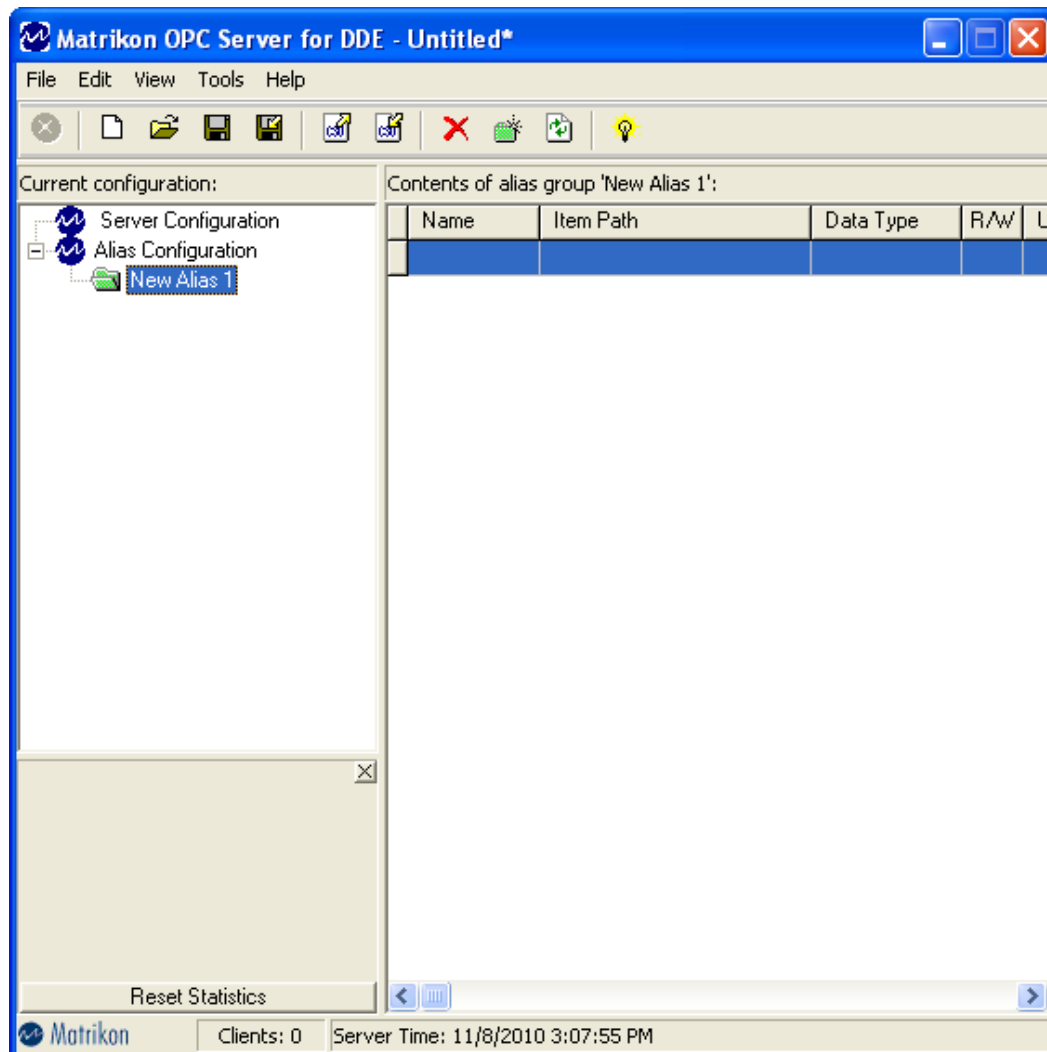 Matrikon OPC Server for DDE - Untitled*
File Edit View Tools Help
csv csv
Current configuration:
Contents of alias group 'New Alias 1':
Server Configuration
Alias Configuration
New Alias 1
Name Item Path Data Type R/W
Reset Statistics
Matrikon Clients: 0 Server Time: 11/8/2010 3:07:55 PM